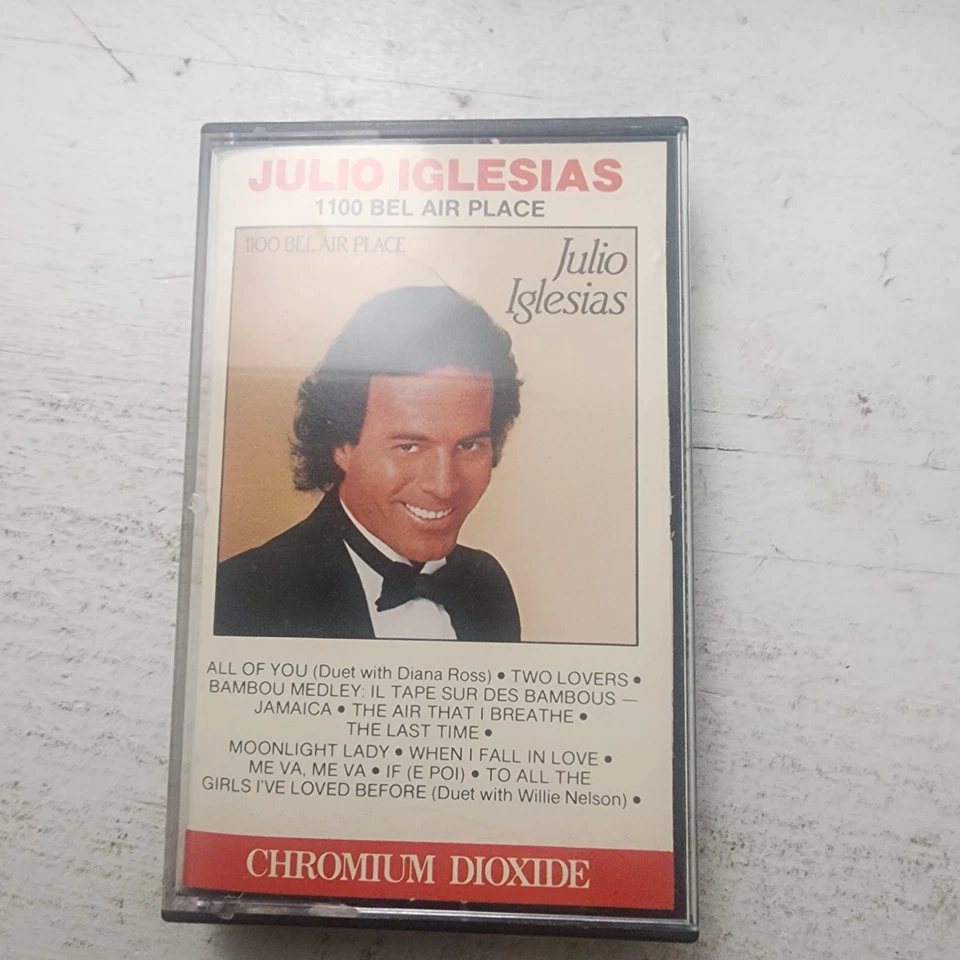 JULIO IGLESIAS
1100 BEL AIR PLACE
1100 BEL AIR PLACE
Julio
Iglesias
ALL OF YOU (Duet with Diana Ross) • TWO LOVERS •
BAMBOU MEDLEY: IL TAPE SUR DES BAMBOUS —
JAMAICA • THE AIR THAT I BREATHE •
THE LAST TIME •
MOONLIGHT LADY • WHEN I FALL IN LOVE •
ME VA, ME VA • IF (E POI) • TO ALL THE
GIRLS I'VE LOVED BEFORE (Duet with Willie Nelson) •
CHROMIUM DIOXIDE